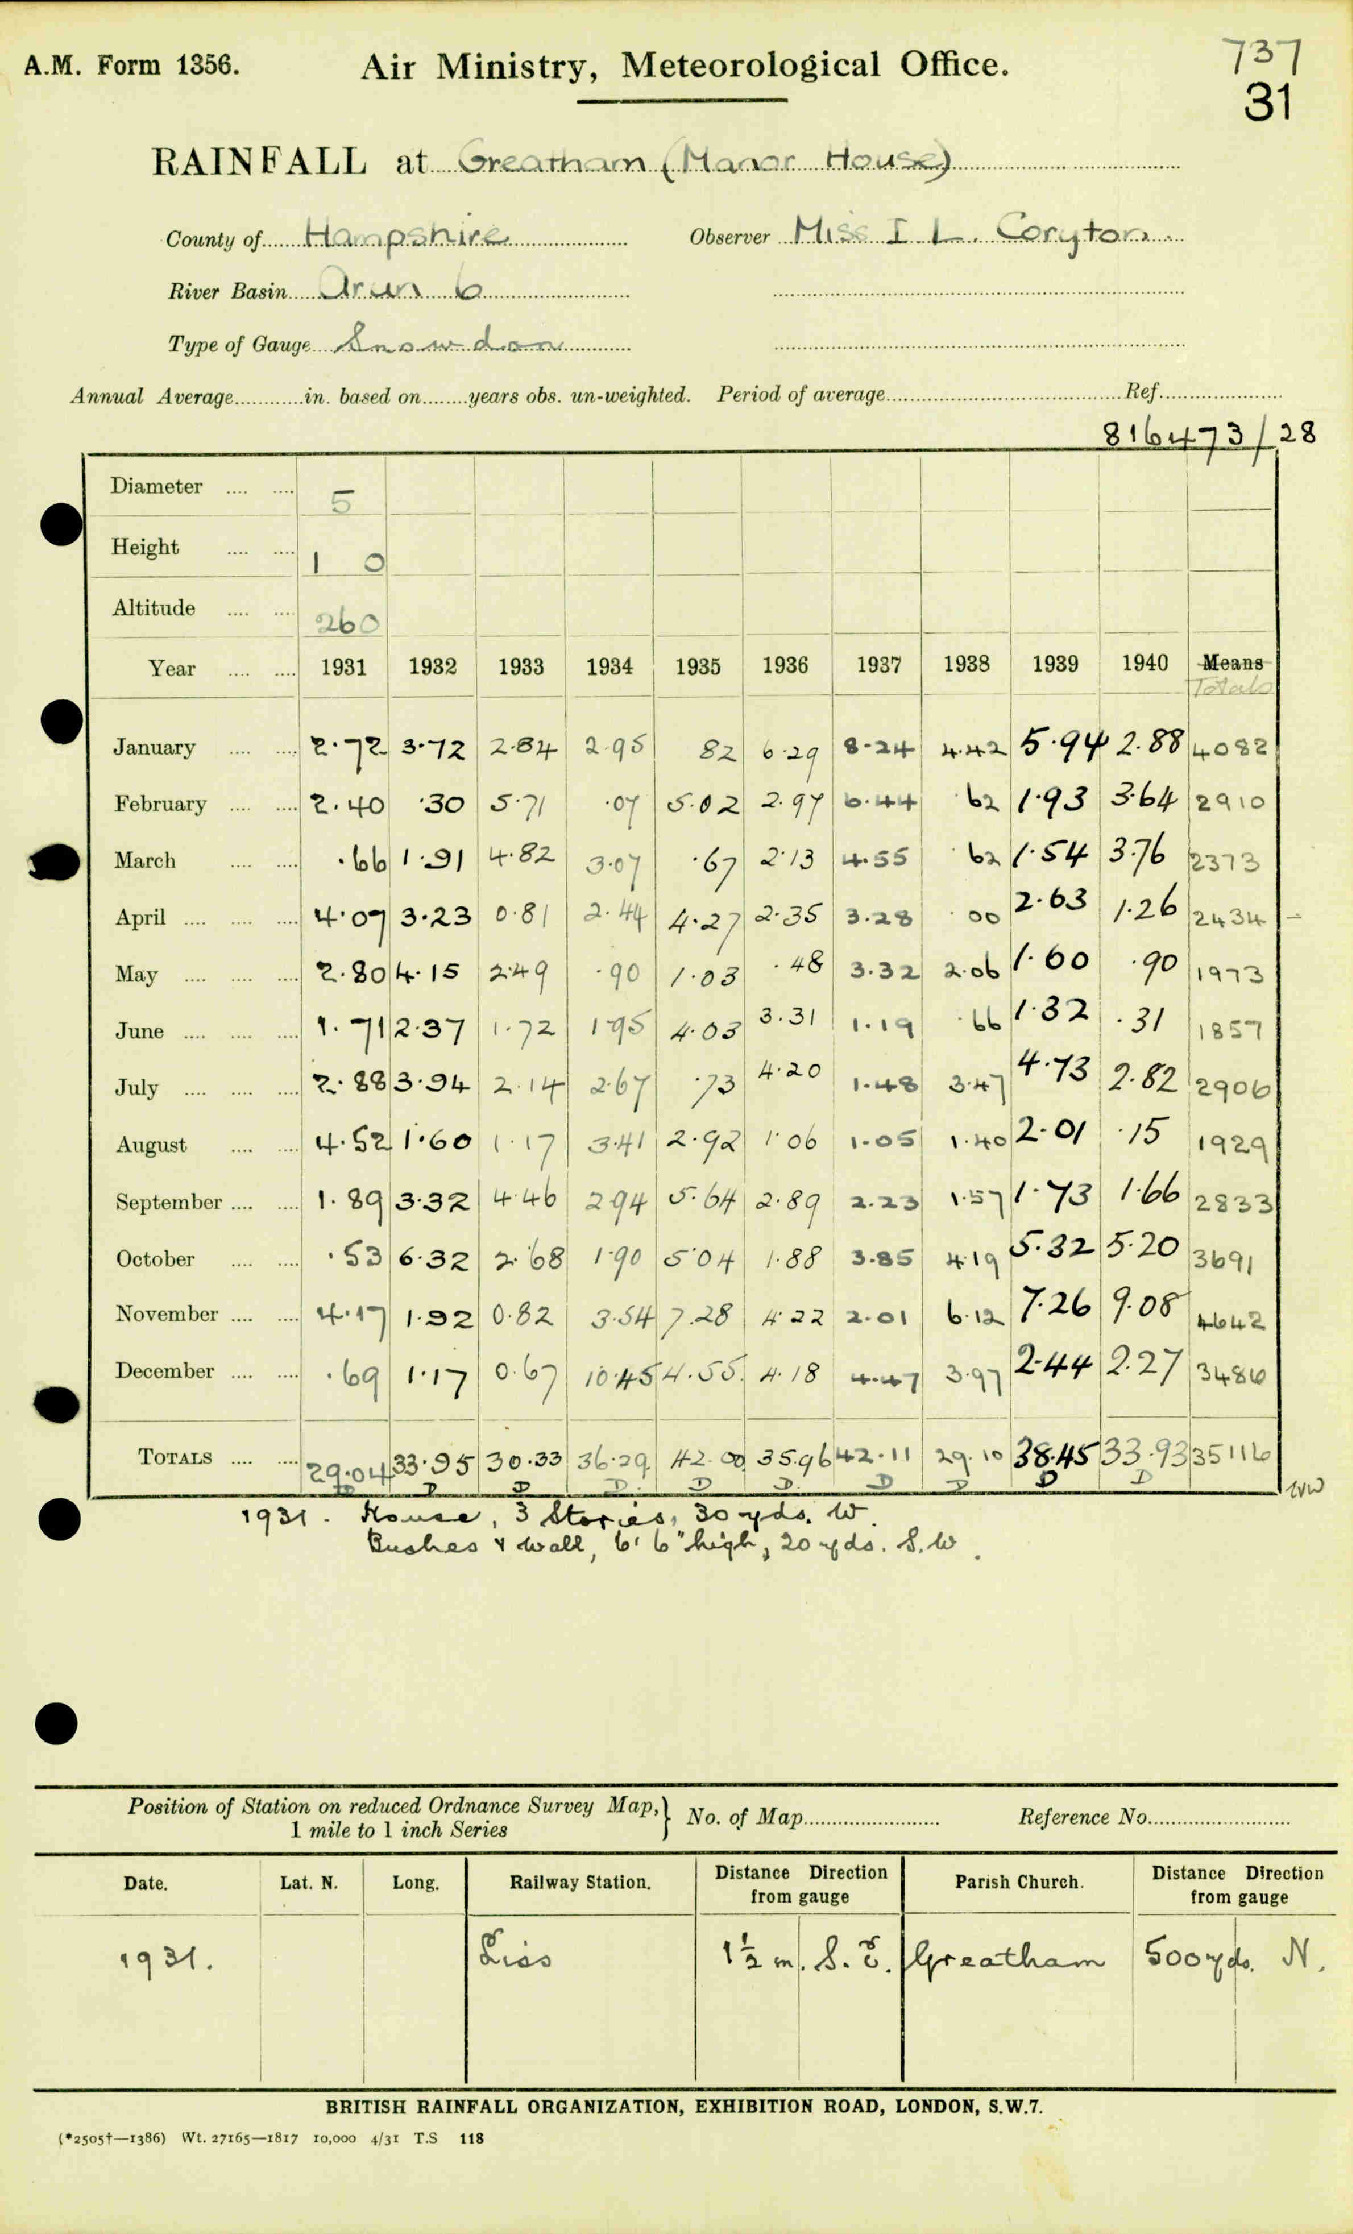 A.M. Form 1356.
Air Ministry, Meteorological Office.
737
31
RAINFALL at Greatham (Manor House)
County of Hampshire Observer Miss I L. Coryton.
River Basin Arun 6
Type of Gauge Snowdon
Annual Average in. based on years obs. un-weighted. Period of average Ref.
816473/28
Diameter 5
Height 1 0
Altitude 260
Year 1931 1932 1933 1934 1935 1936 1937 1938 1939 1940 Means
Totals
January 2.72 3.72 2.84 2.95 82 6.29 8.24 4.42 5.94 2.88 4082
February 2.40 .30 5.71 .07 5.02 2.97 6.44 .62 1.93 3.64 2910
March .66 1.91 4.82 3.07 .67 2.13 4.55 .62 1.54 3.76 2373
April 4.07 3.23 0.81 2.44 4.27 2.35 3.28 00 2.63 1.26 2434
May 2.80 4.15 2.49 .90 1.03 .48 3.32 2.06 1.60 .90 1973
June 1.71 2.37 1.72 1.95 4.03 3.31 1.19 .66 1.32 .31 1857
July 2.88 3.94 2.14 2.67 .73 4.20 1.48 3.47 4.73 2.82 2906
August 4.52 1.60 1.17 3.41 2.92 1.06 1.05 1.40 2.01 .15 1929
September 1.89 3.32 4.46 2.94 5.64 2.89 2.23 1.57 1.73 1.66 2833
October .53 6.32 2.68 1.90 5.04 1.88 3.85 4.19 5.32 5.20 3691
November 4.17 1.92 0.82 3.54 7.28 4.22 2.01 6.12 7.26 9.08 4642
December .69 1.17 0.67 10.45 4.55 4.18 4.47 3.97 2.44 2.27 3486
TOTALS 29.04 33.95 30.33 36.29 42.00 35.96 42.11 29.10 38.45 33.93 35116
D D D D D D D D D D
1931. House, 3 Stories, 30 yds. W.
Bushes & wall, 6' 6" high, 20 yds. S.W.
Position of Station on reduced Ordnance Survey Map, 1 mile to 1 inch Series } No. of Map Reference No.
Date. Lat. N. Long. Railway Station. Distance Direction from gauge Parish Church. Distance Direction from gauge
1931. Liss 1½ m. S.E. Greatham 500 yds. N.
BRITISH RAINFALL ORGANIZATION, EXHIBITION ROAD, LONDON, S.W.7.
(*2505†—1386) Wt. 27165—1817 10,000 4/31 T.S 118